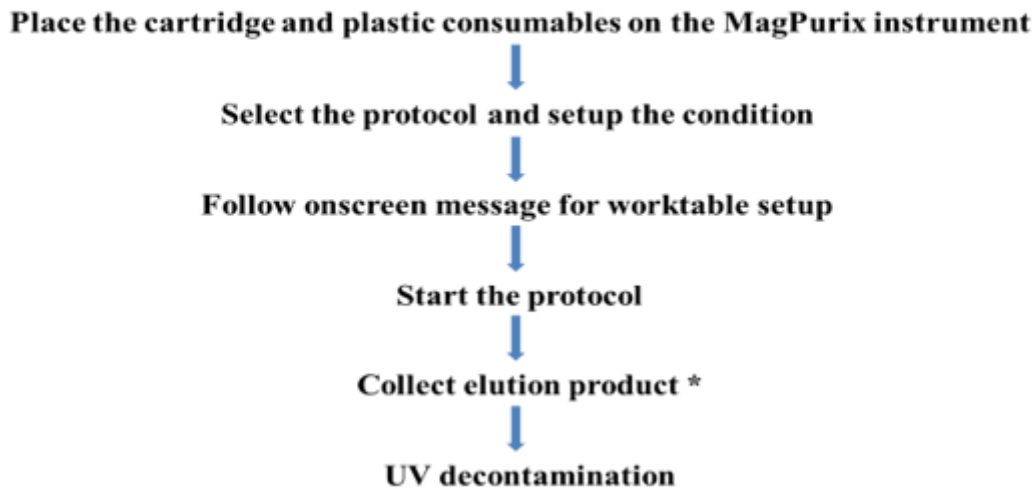 Place the cartridge and plastic consumables on the MagPurix instrument
Select the protocol and setup the condition
Follow onscreen message for worktable setup
Start the protocol
Collect elution product *
UV decontamination